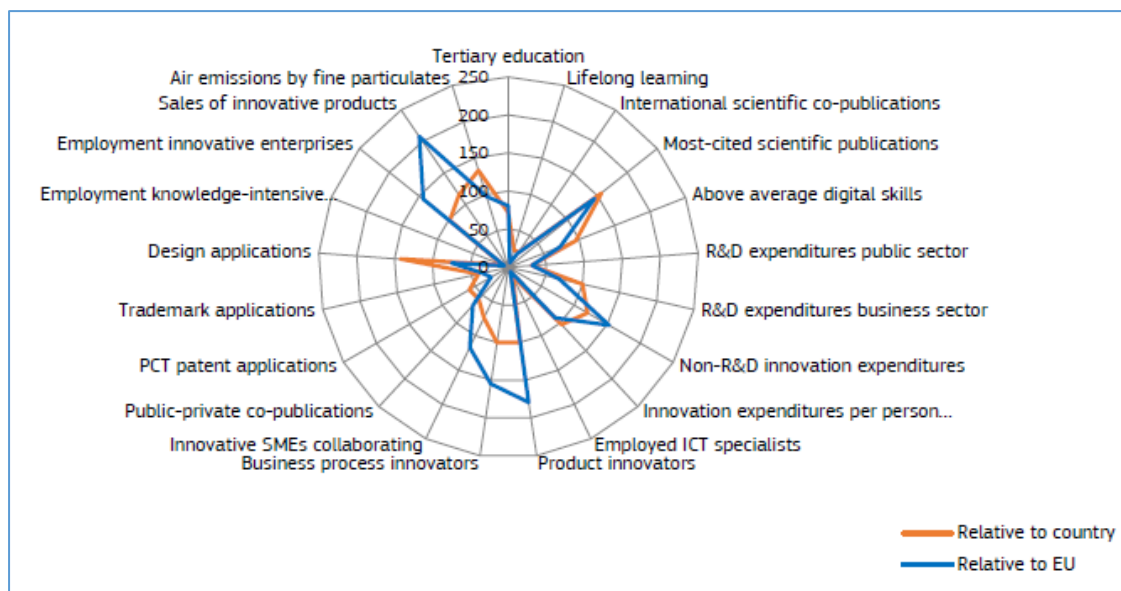 Tertiary education
Air emissions by fine particulates
250
Lifelong learning
Sales of innovative products
International scientific co-publications
200
Employment innovative enterprises
150
Most-cited scientific publications
Employment knowledge-intensive...
100
Above average digital skills
50
Design applications
0
R&D expenditures public sector
Trademark applications
R&D expenditures business sector
PCT patent applications
Non-R&D innovation expenditures
Public-private co-publications
Innovation expenditures per person...
Innovative SMEs collaborating
Employed ICT specialists
Business process innovators
Product innovators
Relative to country
Relative to EU